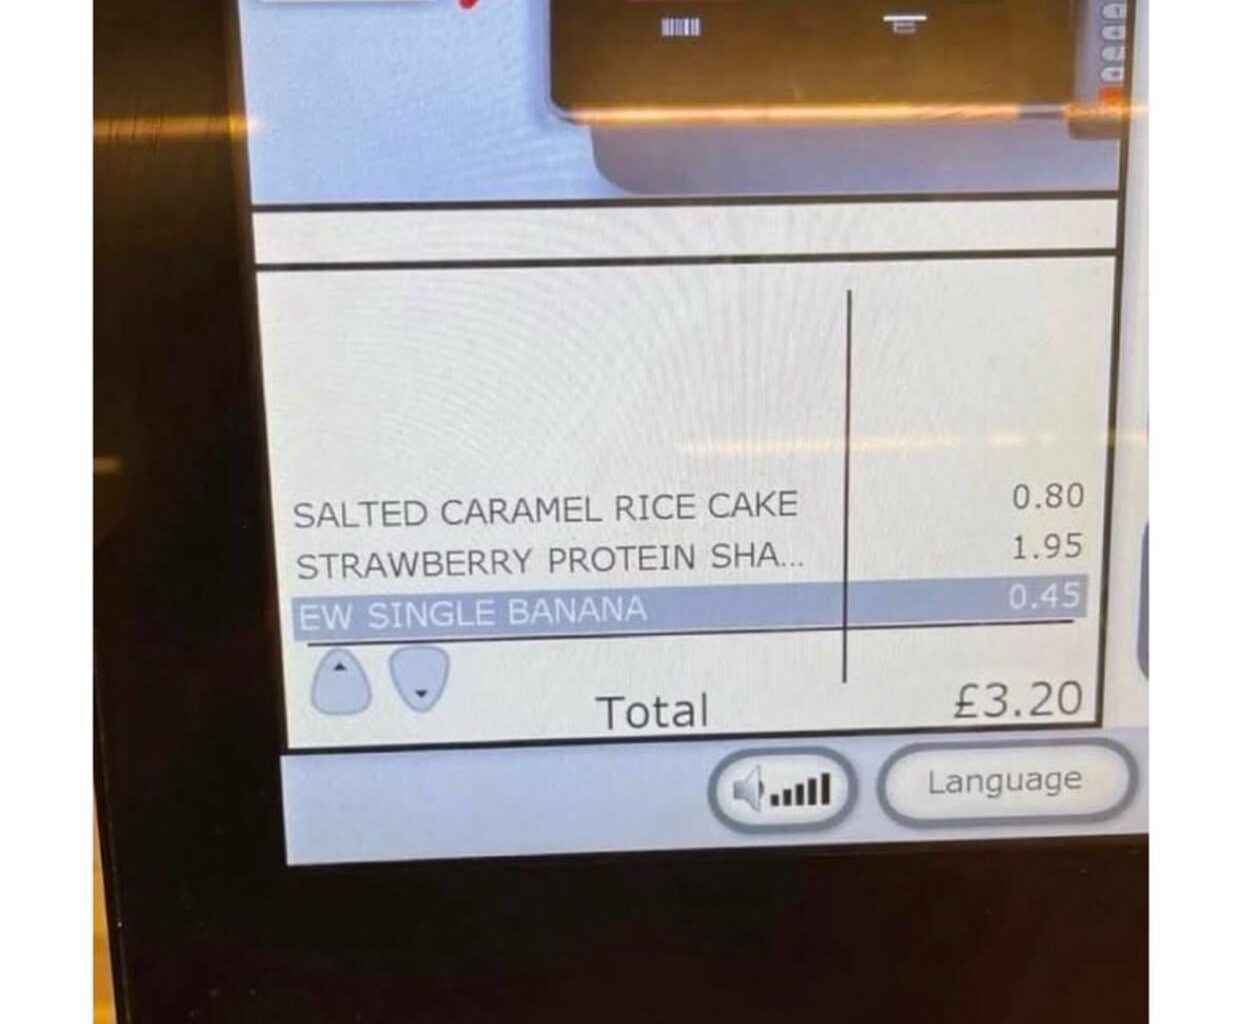 SALTED CARAMEL RICE CAKE 0.80
STRAWBERRY PROTEIN SHA... 1.95
EW SINGLE BANANA 0.45
Total £3.20
Language